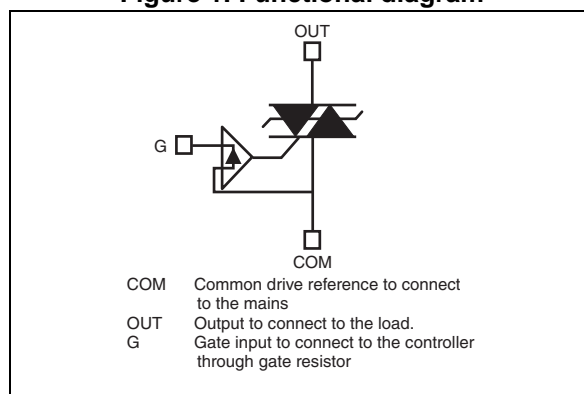 Figure 1. Functional diagram
OUT
G
COM
COM Common drive reference to connect
to the mains
OUT Output to connect to the load.
G Gate input to connect to the controller
through gate resistor